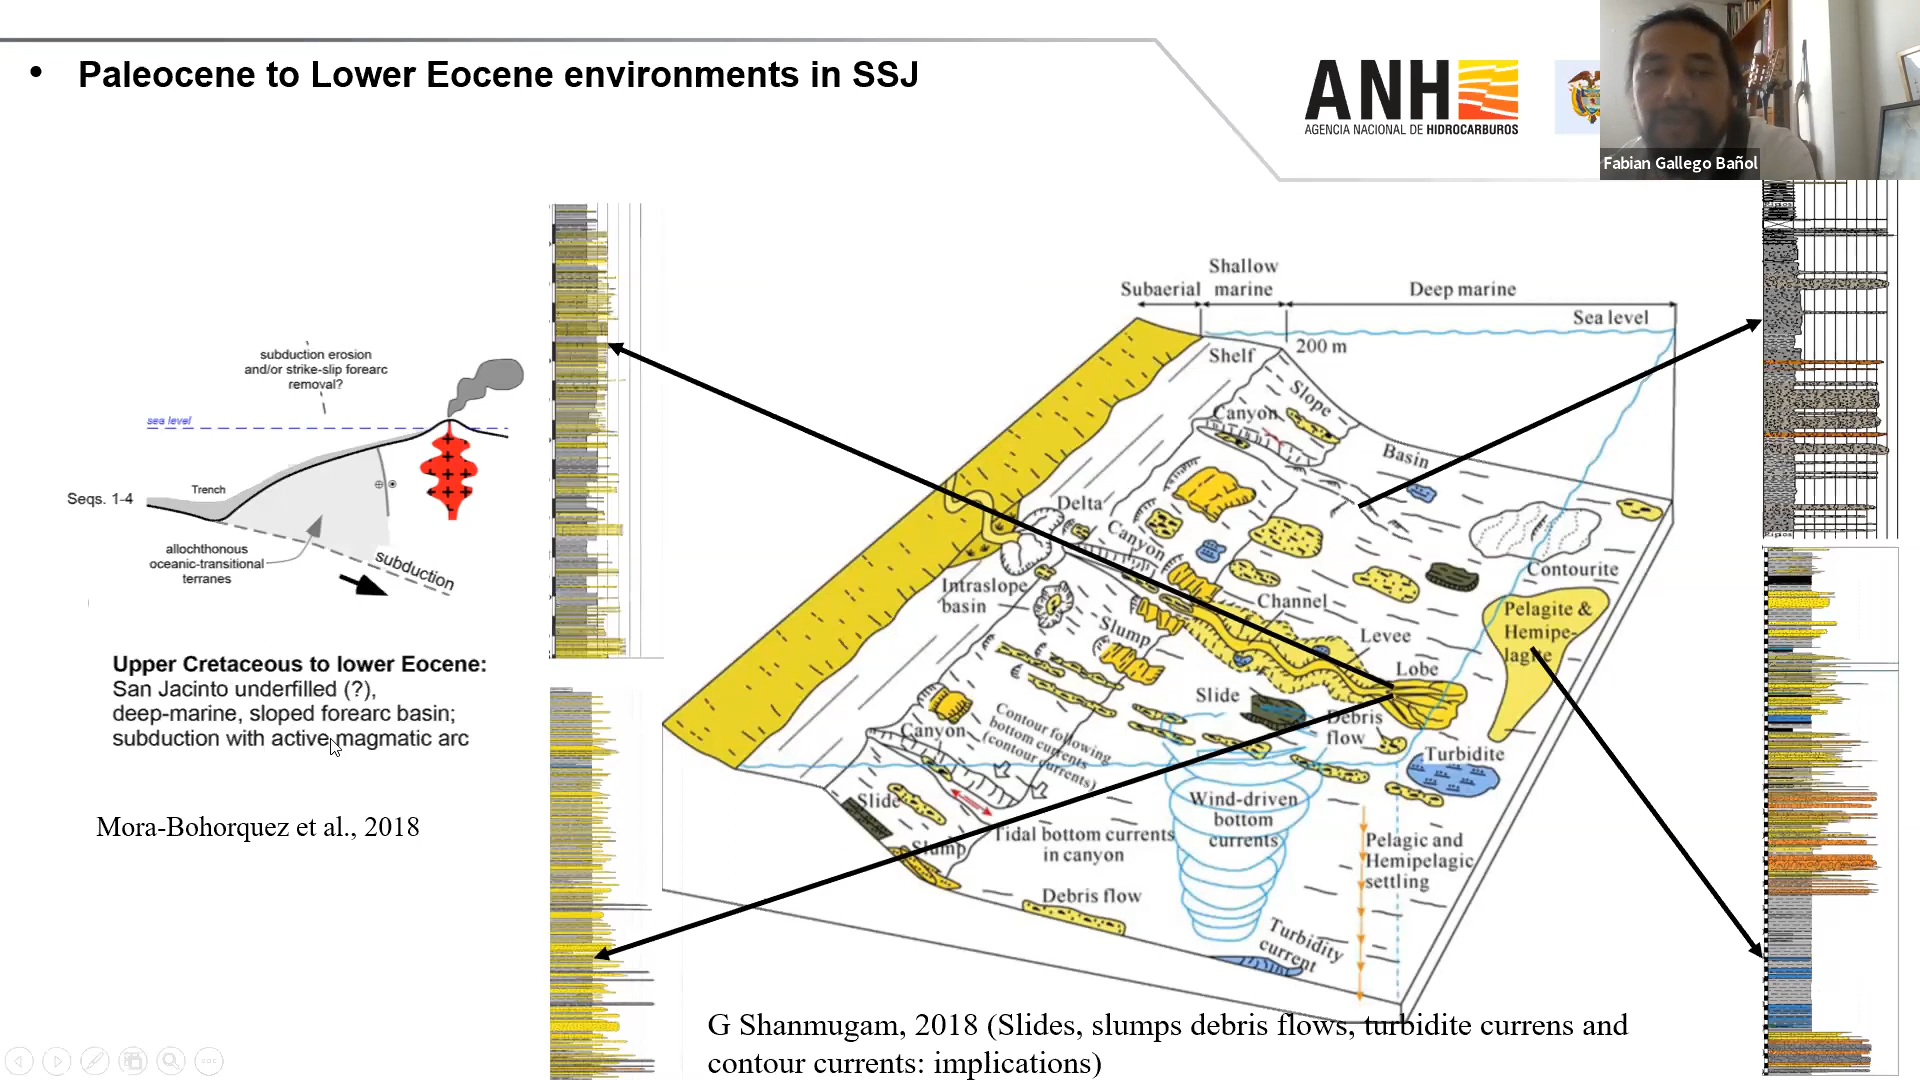 • Paleocene to Lower Eocene environments in SSJ
ANH
AGENCIA NACIONAL DE HIDROCARBUROS
Fabian Gallego Bañol
subduction erosion
and/or strike-slip forearc
removal?
sea level
Trench
Seqs. 1-4
allochthonous
oceanic-transitional
terranes
subduction
Upper Cretaceous to lower Eocene:
San Jacinto underfilled (?),
deep-marine, sloped forearc basin;
subduction with active magmatic arc
Mora-Bohorquez et al., 2018
Subaerial
Shallow
marine
Deep marine
Sea level
200 m
Shelf
Slope
Canyon
Basin
Delta
Canyon
Contourite
Intraslope
basin
Channel
Pelagite &
Hemipe-
lagite
Slump
Levee
Lobe
Slide
Debris
flow
Contour following
bottom currents
(contour currents)
Canyon
Turbidite
Slide
Wind-driven
bottom
currents
Tidal bottom currents
in canyon
Slump
Pelagic and
Hemipelagic
settling
Debris flow
Turbidity
current
G Shanmugam, 2018 (Slides, slumps debris flows, turbidite currens and
contour currents: implications)